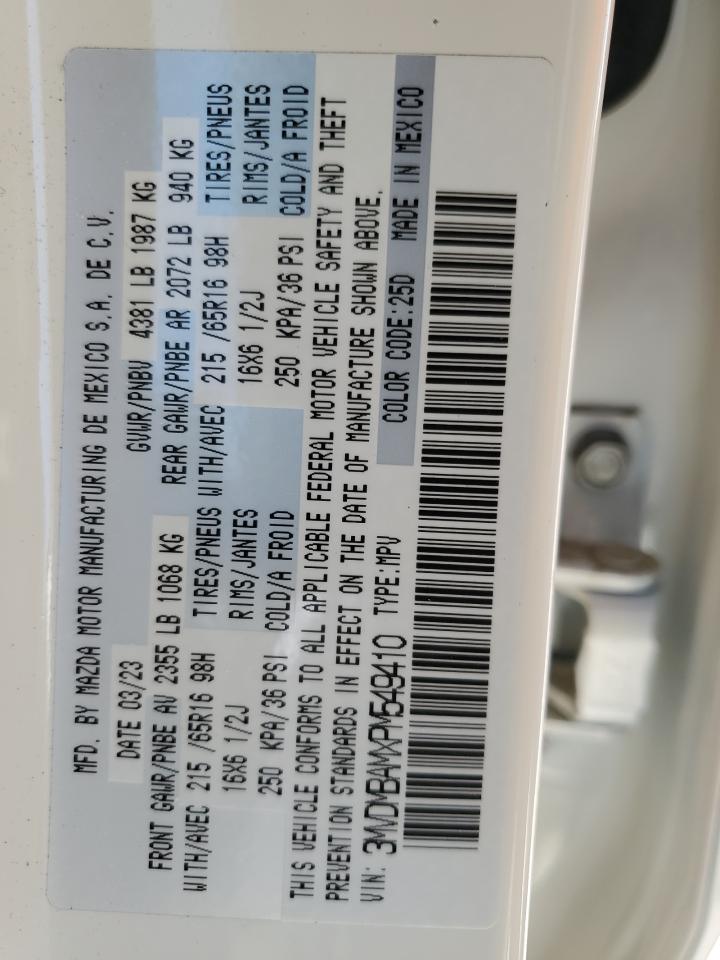 MFD. BY MAZDA MOTOR MANUFACTURING DE MEXICO S.A. DE C.V.
DATE 03/23 GVWR/PNBV 4381 LB 1987 KG
FRONT GAWR/PNBE AV 2355 LB 1068 KG REAR GAWR/PNBE AR 2072 LB 940 KG
WITH/AVEC 215 /65R16 98H TIRES/PNEUS WITH/AVEC 215 /65R16 98H TIRES/PNEUS
16X6 1/2J RIMS/JANTES 16X6 1/2J RIMS/JANTES
250 KPA/36 PSI COLD/A FROID 250 KPA/36 PSI COLD/A FROID
THIS VEHICLE CONFORMS TO ALL APPLICABLE FEDERAL MOTOR VEHICLE SAFETY AND THEFT
PREVENTION STANDARDS IN EFFECT ON THE DATE OF MANUFACTURE SHOWN ABOVE.
VIN: 3MVDMBAMXPM549410 TYPE:MPV COLOR CODE:25D MADE IN MEXICO